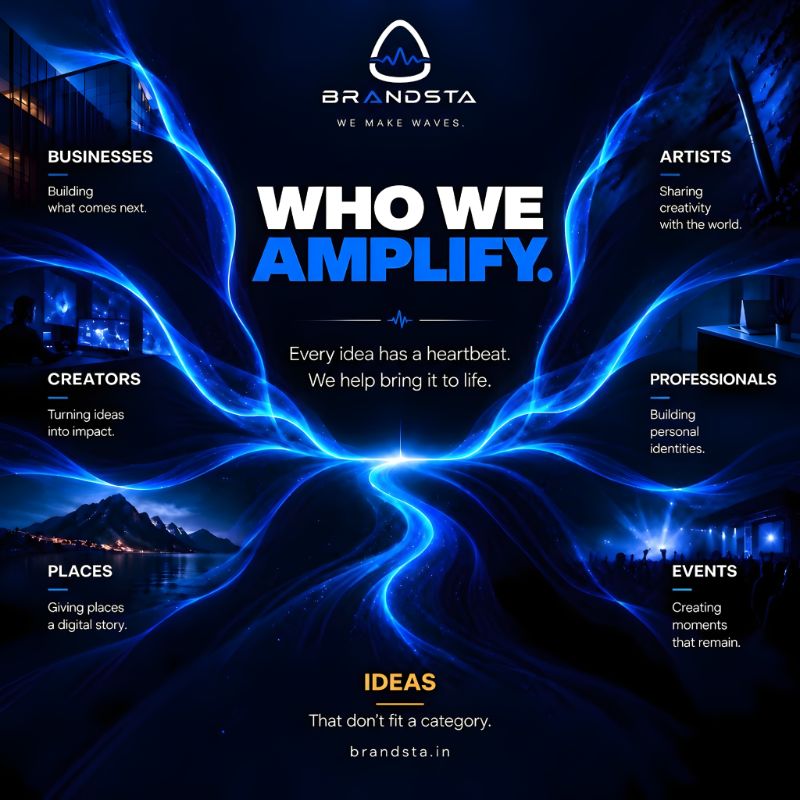 BRANDSTA
WE MAKE WAVES.
WHO WE
AMPLIFY.
Every idea has a heartbeat.
We help bring it to life.
BUSINESSES
Building
what comes next.
ARTISTS
Sharing
creativity
with the world.
CREATORS
Turning ideas
into impact.
PROFESSIONALS
Building
personal
identities.
PLACES
Giving places
a digital story.
EVENTS
Creating
moments
that remain.
IDEAS
That don't fit a category.
brandsta.in